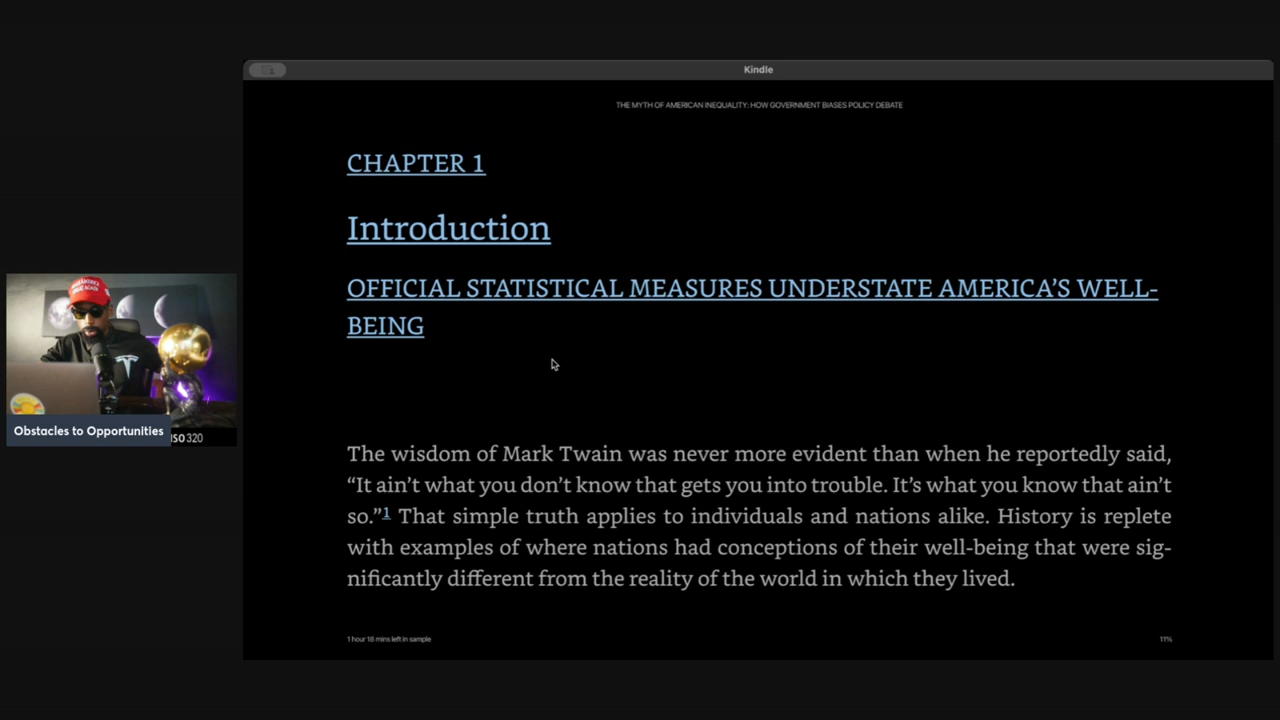 Kindle
THE MYTH OF AMERICAN INEQUALITY: HOW GOVERNMENT BIASES POLICY DEBATE
CHAPTER 1
Introduction
OFFICIAL STATISTICAL MEASURES UNDERSTATE AMERICA’S WELL-
BEING
The wisdom of Mark Twain was never more evident than when he reportedly said,
“It ain’t what you don’t know that gets you into trouble. It’s what you know that ain’t
so.”1 That simple truth applies to individuals and nations alike. History is replete
with examples of where nations had conceptions of their well-being that were sig-
nificantly different from the reality of the world in which they lived.
1 hour 18 mins left in sample
11%
Obstacles to Opportunities
ISO 320